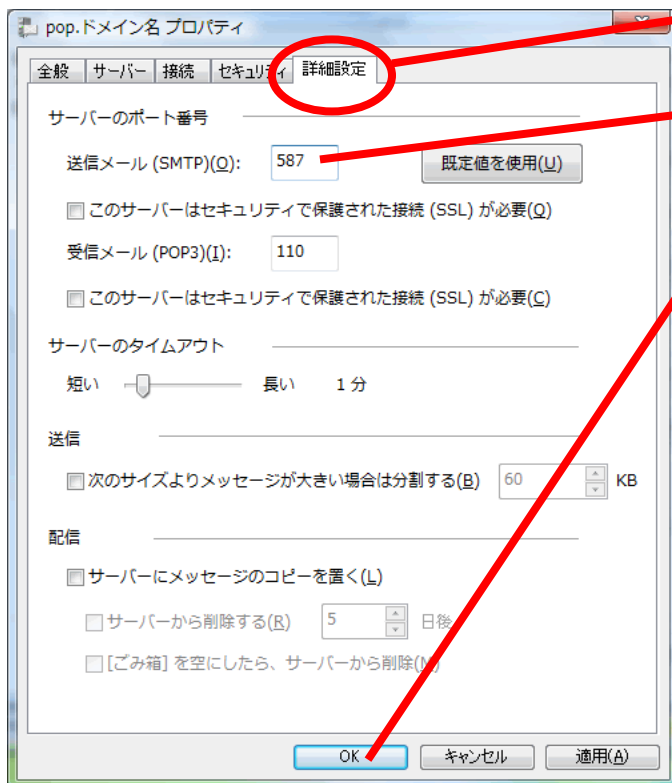 pop.ドメイン名 プロパティ
全般 サーバー 接続 セキュリティ 詳細設定
サーバーのポート番号
送信メール (SMTP)(O): 587 既定値を使用(U)
このサーバーはセキュリティで保護された接続 (SSL) が必要(Q)
受信メール (POP3)(I): 110
このサーバーはセキュリティで保護された接続 (SSL) が必要(C)
サーバーのタイムアウト
短い 長い 1 分
送信
次のサイズよりメッセージが大きい場合は分割する(B) 60 KB
配信
サーバーにメッセージのコピーを置く(L)
サーバーから削除する(R) 5 日後
[ごみ箱] を空にしたら、サーバーから削除(M)
OK キャンセル 適用(A)